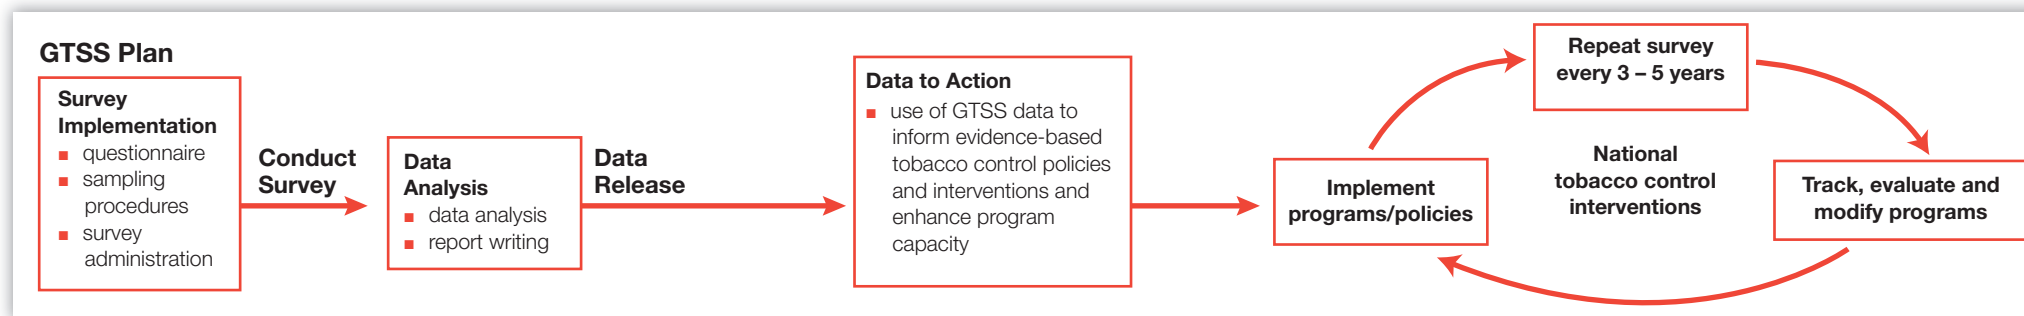 GTSS Plan
Survey
Implementation
■ questionnaire
■ sampling
procedures
■ survey
administration
Conduct
Survey
Data
Analysis
■ data analysis
■ report writing
Data
Release
Data to Action
■ use of GTSS data to
inform evidence-based
tobacco control policies
and interventions and
enhance program
capacity
Implement
programs/policies
Repeat survey
every 3 – 5 years
National
tobacco control
interventions
Track, evaluate and
modify programs